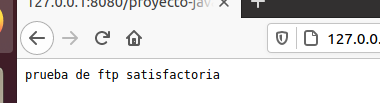 127.0.0.1:8080/proyecto-jav
127.0.0.
prueba de ftp satisfactoria